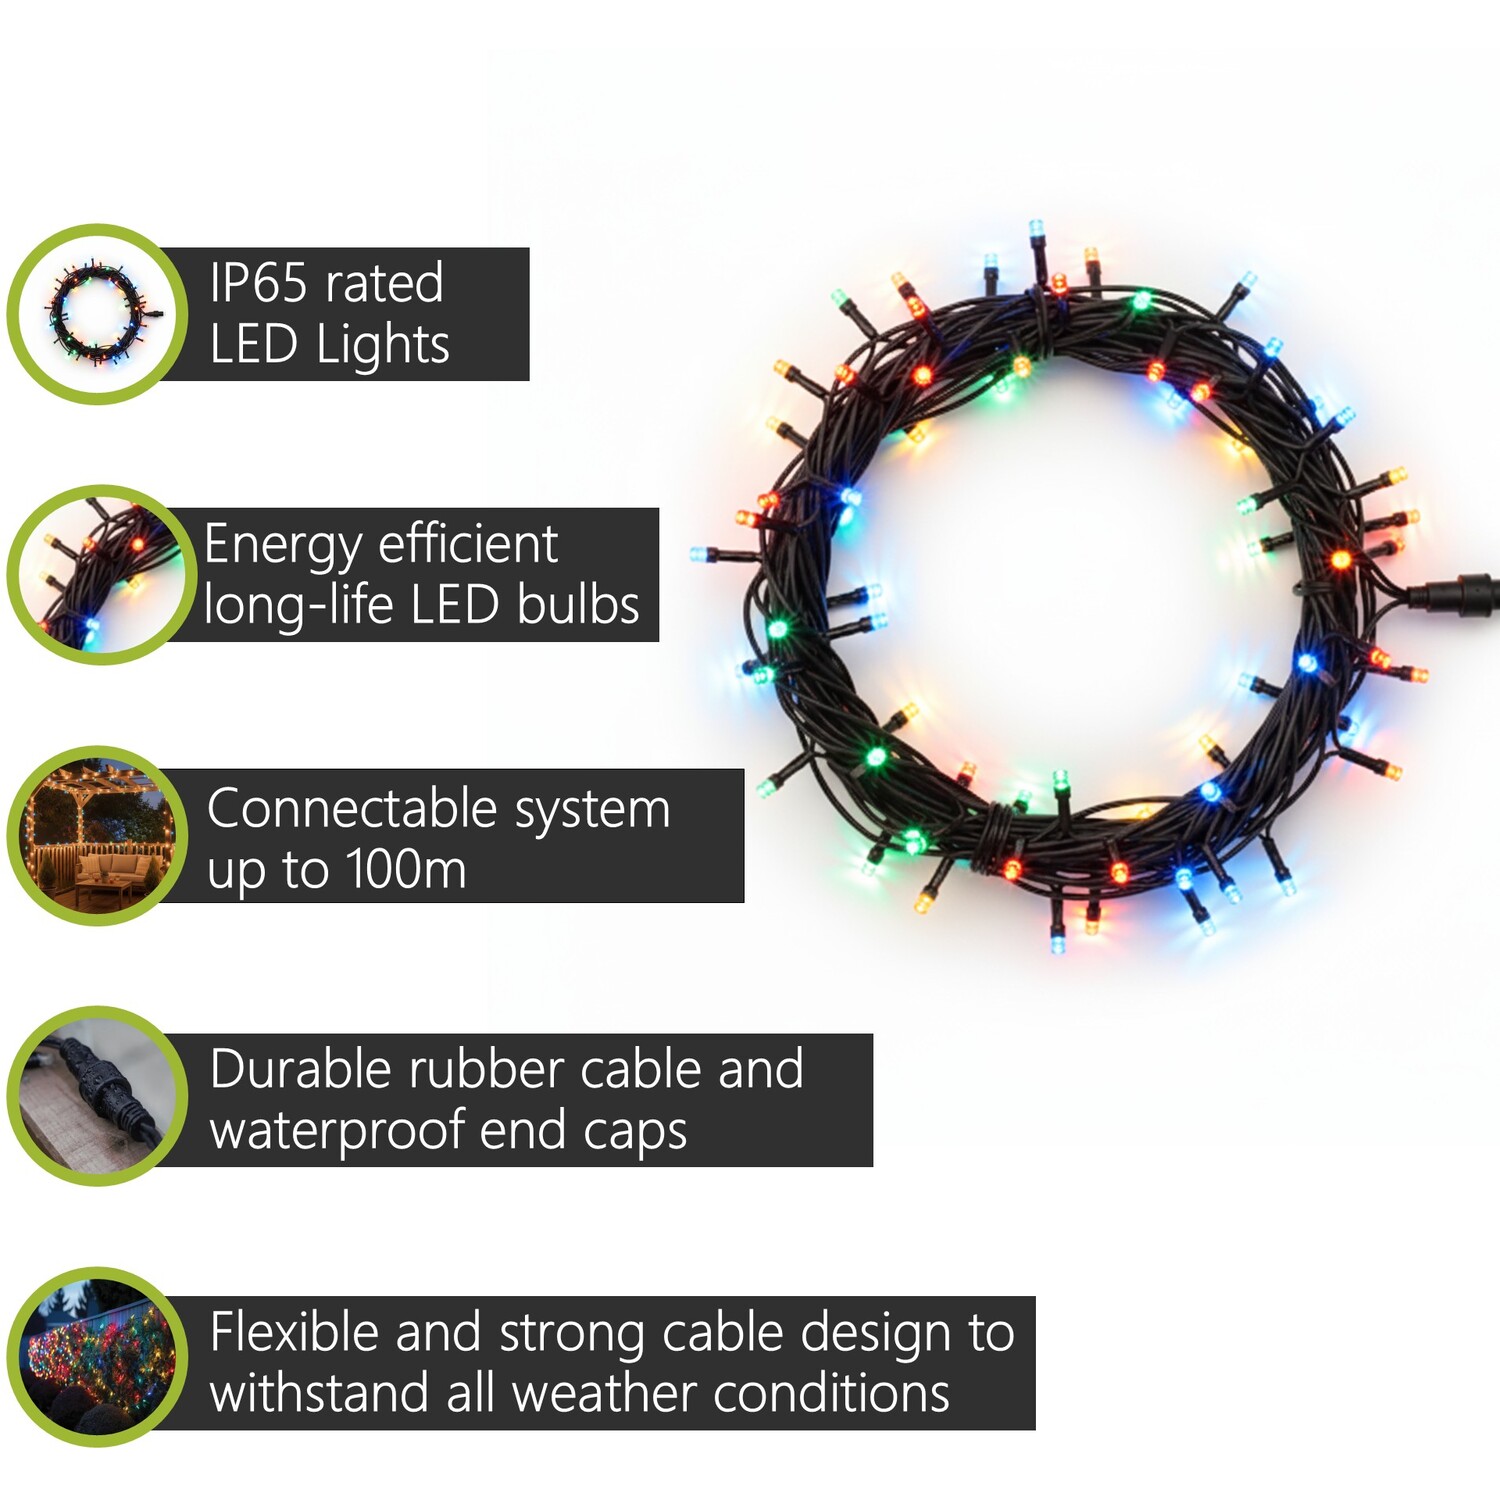 IP65 rated
LED Lights
Energy efficient
long-life LED bulbs
Connectable system
up to 100m
Durable rubber cable and
waterproof end caps
Flexible and strong cable design to
withstand all weather conditions